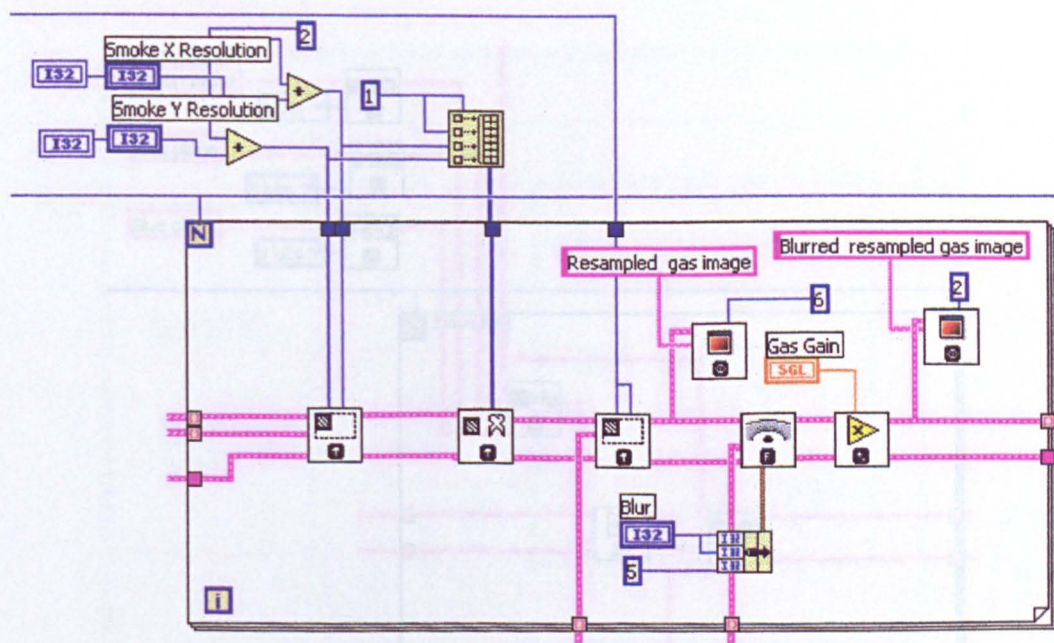 2
Smoke X Resolution
I32
I32
1
Smoke Y Resolution
I32
I32
N
Resampled gas image
Blurred resampled gas image
6
2
Gas Gain
SGL
Blur
I32
5
i